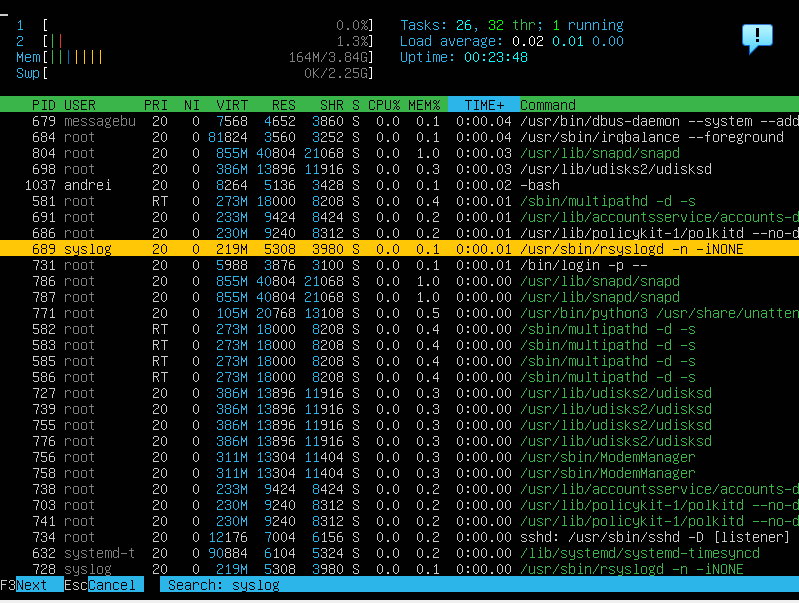 1 [ 0.0%] Tasks: 26, 32 thr; 1 running
2 [|| 1.3%] Load average: 0.02 0.01 0.00
Mem[||||||| 164M/3.84G] Uptime: 00:23:48
Swp[ 0K/2.25G]
PID USER PRI NI VIRT RES SHR S CPU% MEM% TIME+ Command
679 messagebu 20 0 7568 4652 3860 S 0.0 0.1 0:00.04 /usr/bin/dbus-daemon --system --add
684 root 20 0 81824 3560 3252 S 0.0 0.1 0:00.04 /usr/sbin/irqbalance --foreground
804 root 20 0 855M 40804 21068 S 0.0 1.0 0:00.03 /usr/lib/snapd/snapd
698 root 20 0 386M 13896 11916 S 0.0 0.3 0:00.03 /usr/lib/udisks2/udisksd
1037 andrei 20 0 8264 5136 3428 S 0.0 0.1 0:00.02 -bash
581 root RT 0 273M 18000 8208 S 0.0 0.4 0:00.01 /sbin/multipathd -d -s
691 root 20 0 233M 9424 8424 S 0.0 0.2 0:00.01 /usr/lib/accountsservice/accounts-d
686 root 20 0 230M 9240 8312 S 0.0 0.2 0:00.01 /usr/lib/policykit-1/polkitd --no-d
689 syslog 20 0 219M 5308 3980 S 0.0 0.1 0:00.01 /usr/sbin/rsyslogd -n -iNONE
731 root 20 0 5988 3876 3100 S 0.0 0.1 0:00.01 /bin/login -p --
786 root 20 0 855M 40804 21068 S 0.0 1.0 0:00.00 /usr/lib/snapd/snapd
787 root 20 0 855M 40804 21068 S 0.0 1.0 0:00.00 /usr/lib/snapd/snapd
771 root 20 0 105M 20768 13108 S 0.0 0.5 0:00.00 /usr/bin/python3 /usr/share/unatten
582 root RT 0 273M 18000 8208 S 0.0 0.4 0:00.00 /sbin/multipathd -d -s
583 root RT 0 273M 18000 8208 S 0.0 0.4 0:00.00 /sbin/multipathd -d -s
585 root RT 0 273M 18000 8208 S 0.0 0.4 0:00.00 /sbin/multipathd -d -s
586 root RT 0 273M 18000 8208 S 0.0 0.4 0:00.00 /sbin/multipathd -d -s
727 root 20 0 386M 13896 11916 S 0.0 0.3 0:00.00 /usr/lib/udisks2/udisksd
739 root 20 0 386M 13896 11916 S 0.0 0.3 0:00.00 /usr/lib/udisks2/udisksd
755 root 20 0 386M 13896 11916 S 0.0 0.3 0:00.00 /usr/lib/udisks2/udisksd
776 root 20 0 386M 13896 11916 S 0.0 0.3 0:00.00 /usr/lib/udisks2/udisksd
756 root 20 0 311M 13304 11404 S 0.0 0.3 0:00.00 /usr/sbin/ModemManager
758 root 20 0 311M 13304 11404 S 0.0 0.3 0:00.00 /usr/sbin/ModemManager
738 root 20 0 233M 9424 8424 S 0.0 0.2 0:00.00 /usr/lib/accountsservice/accounts-d
703 root 20 0 230M 9240 8312 S 0.0 0.2 0:00.00 /usr/lib/policykit-1/polkitd --no-d
741 root 20 0 230M 9240 8312 S 0.0 0.2 0:00.00 /usr/lib/policykit-1/polkitd --no-d
734 root 20 0 12176 7004 6156 S 0.0 0.2 0:00.00 sshd: /usr/sbin/sshd -D [listener]
632 systemd-t 20 0 90884 6104 5324 S 0.0 0.2 0:00.00 /lib/systemd/systemd-timesyncd
728 syslog 20 0 219M 5308 3980 S 0.0 0.1 0:00.00 /usr/sbin/rsyslogd -n -iNONE
F3Next EscCancel Search: syslog